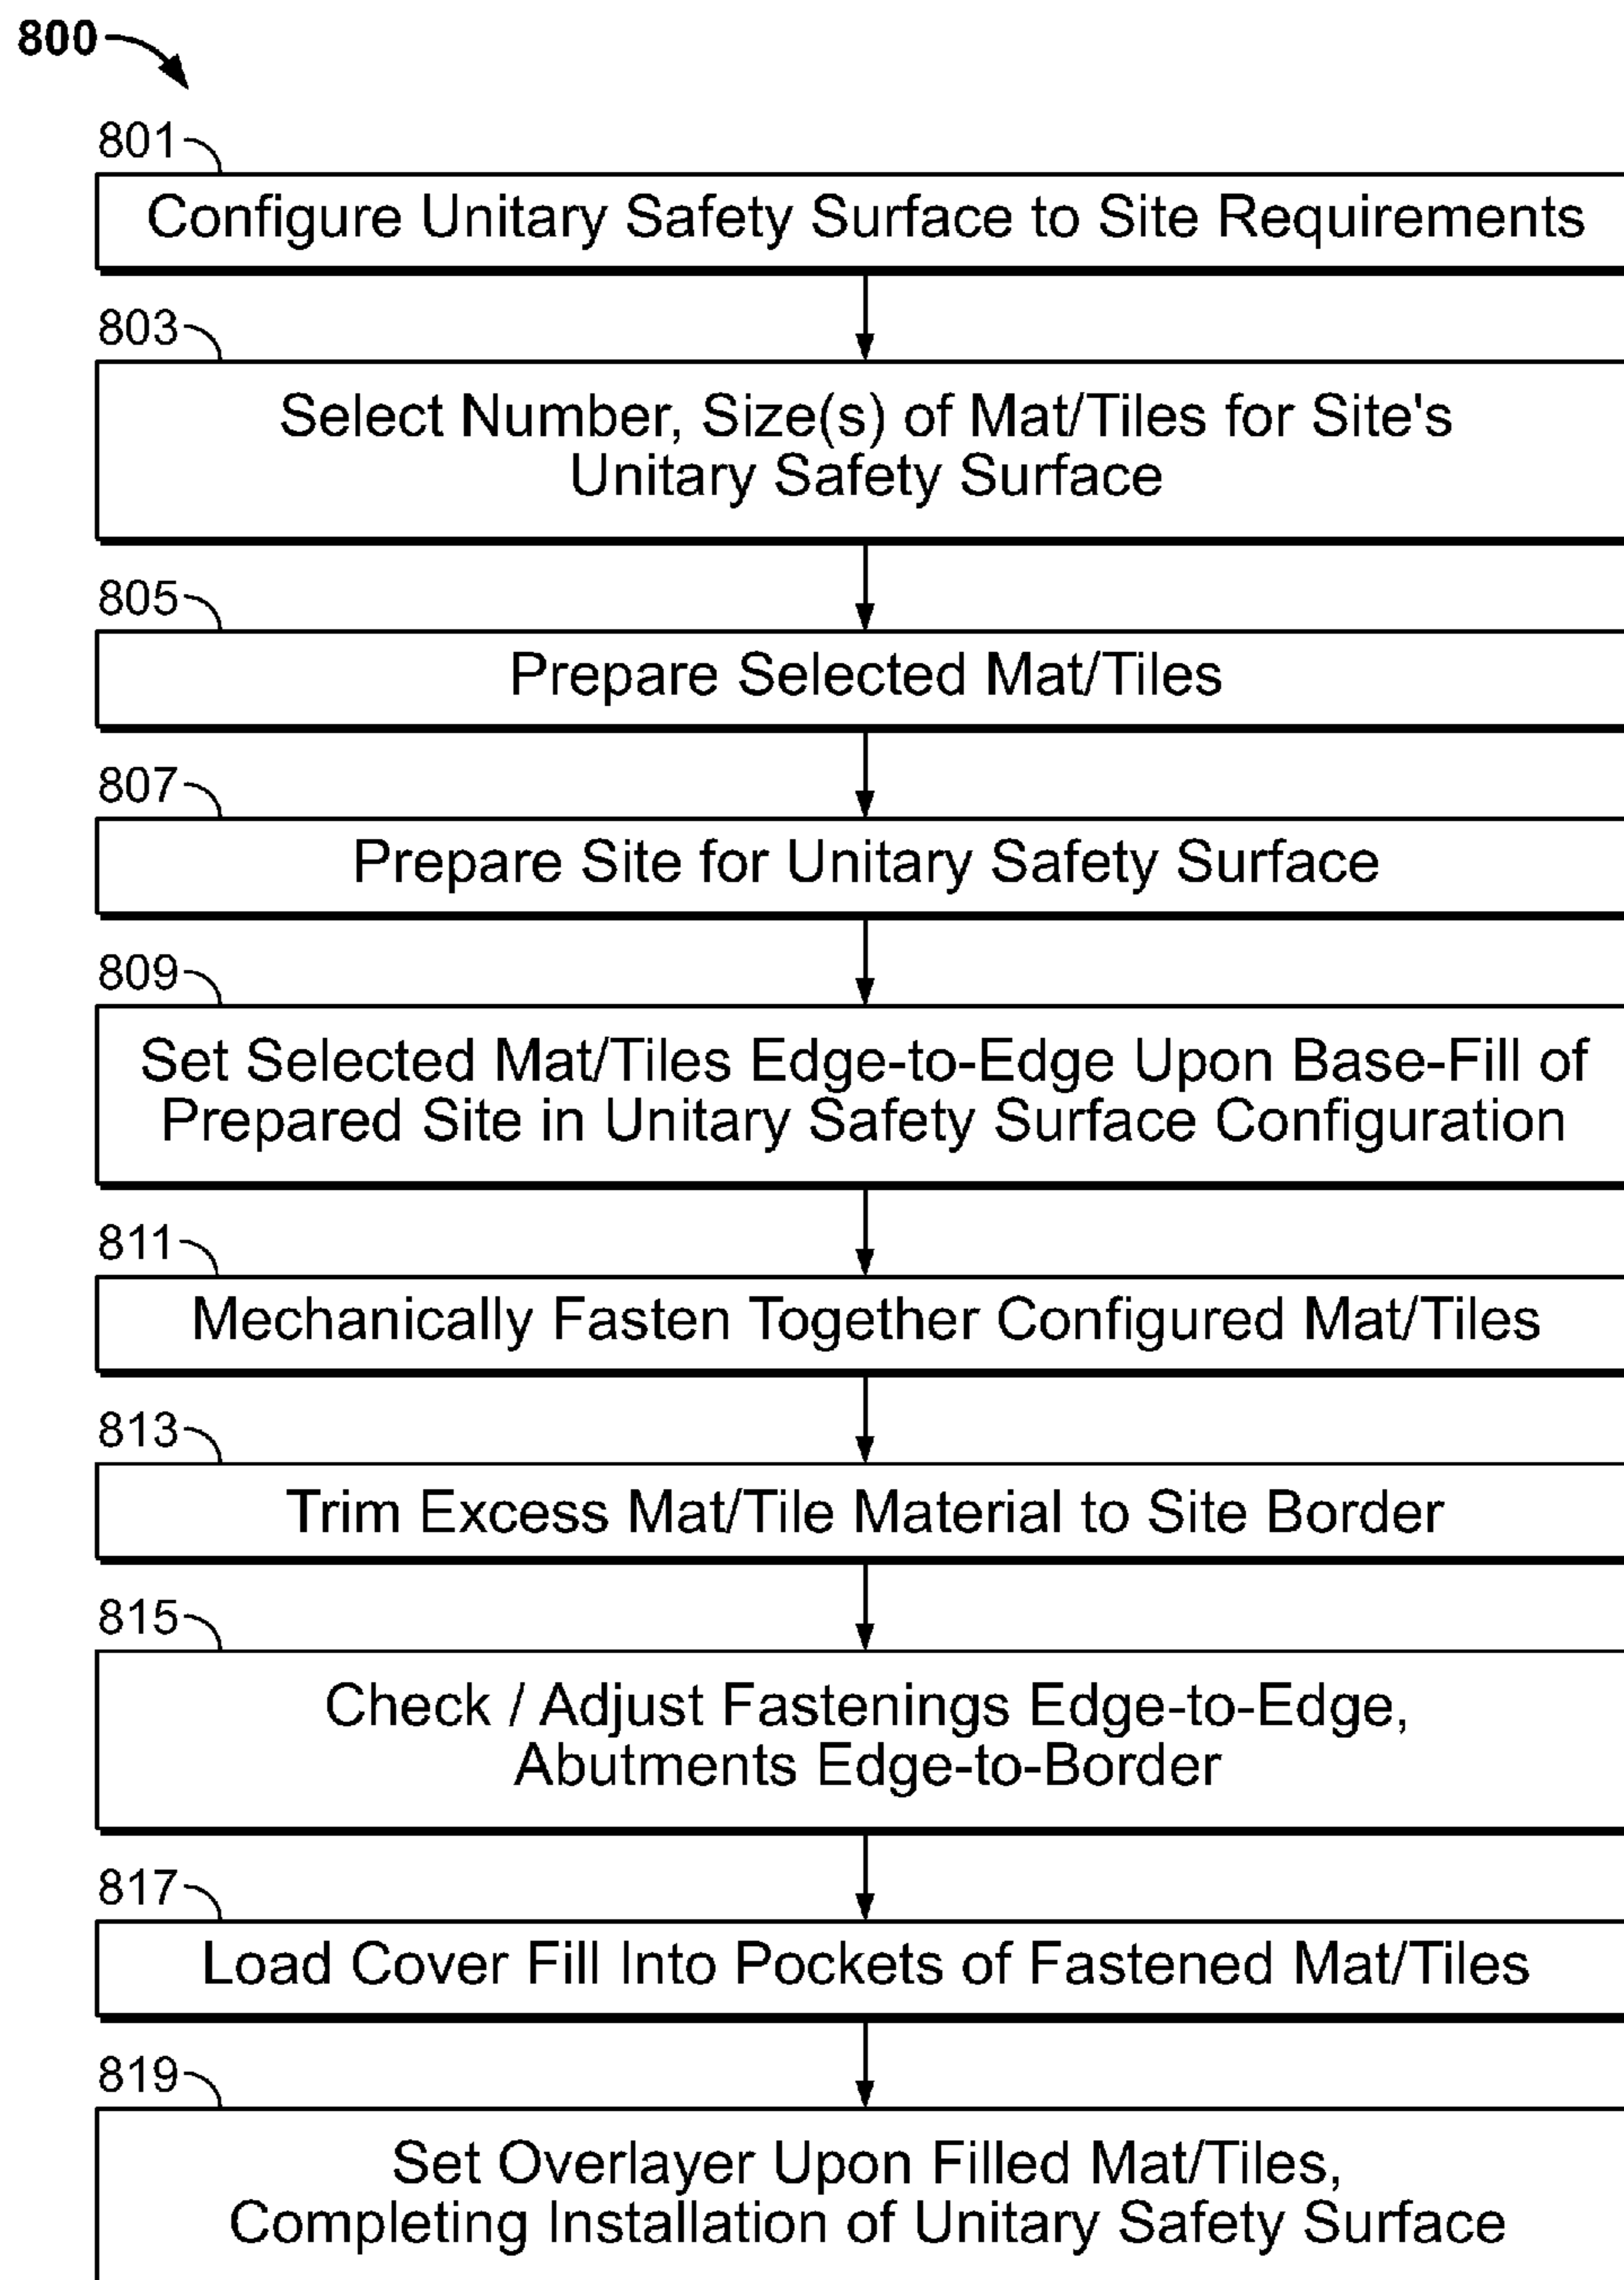 800
801
Configure Unitary Safety Surface to Site Requirements
803
Select Number, Size(s) of Mat/Tiles for Site's
Unitary Safety Surface
805
Prepare Selected Mat/Tiles
807
Prepare Site for Unitary Safety Surface
809
Set Selected Mat/Tiles Edge-to-Edge Upon Base-Fill of
Prepared Site in Unitary Safety Surface Configuration
811
Mechanically Fasten Together Configured Mat/Tiles
813
Trim Excess Mat/Tile Material to Site Border
815
Check / Adjust Fastenings Edge-to-Edge,
Abutments Edge-to-Border
817
Load Cover Fill Into Pockets of Fastened Mat/Tiles
819
Set Overlayer Upon Filled Mat/Tiles,
Completing Installation of Unitary Safety Surface